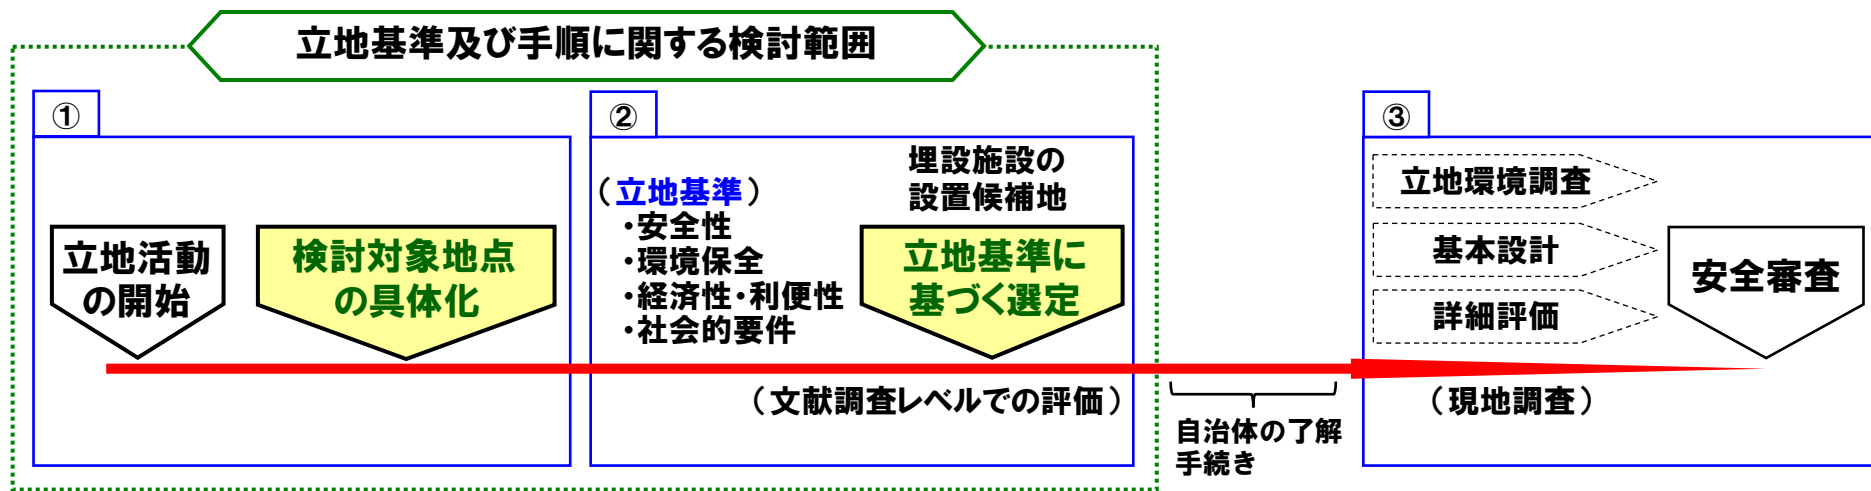 立地基準及び手順に関する検討範囲
①
立地活動
の開始
検討対象地点
の具体化
②
（立地基準）
・安全性
・環境保全
・経済性・利便性
・社会的要件
埋設施設の
設置候補地
立地基準に
基づく選定
（文献調査レベルでの評価）
自治体の了解
手続き
③
立地環境調査
基本設計
詳細評価
安全審査
（現地調査）